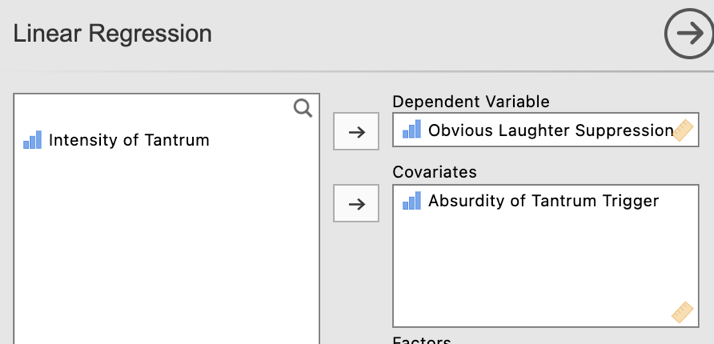 Linear Regression
Dependent Variable
Intensity of Tantrum
Obvious Laughter Suppression
Covariates
Absurdity of Tantrum Trigger
Factors